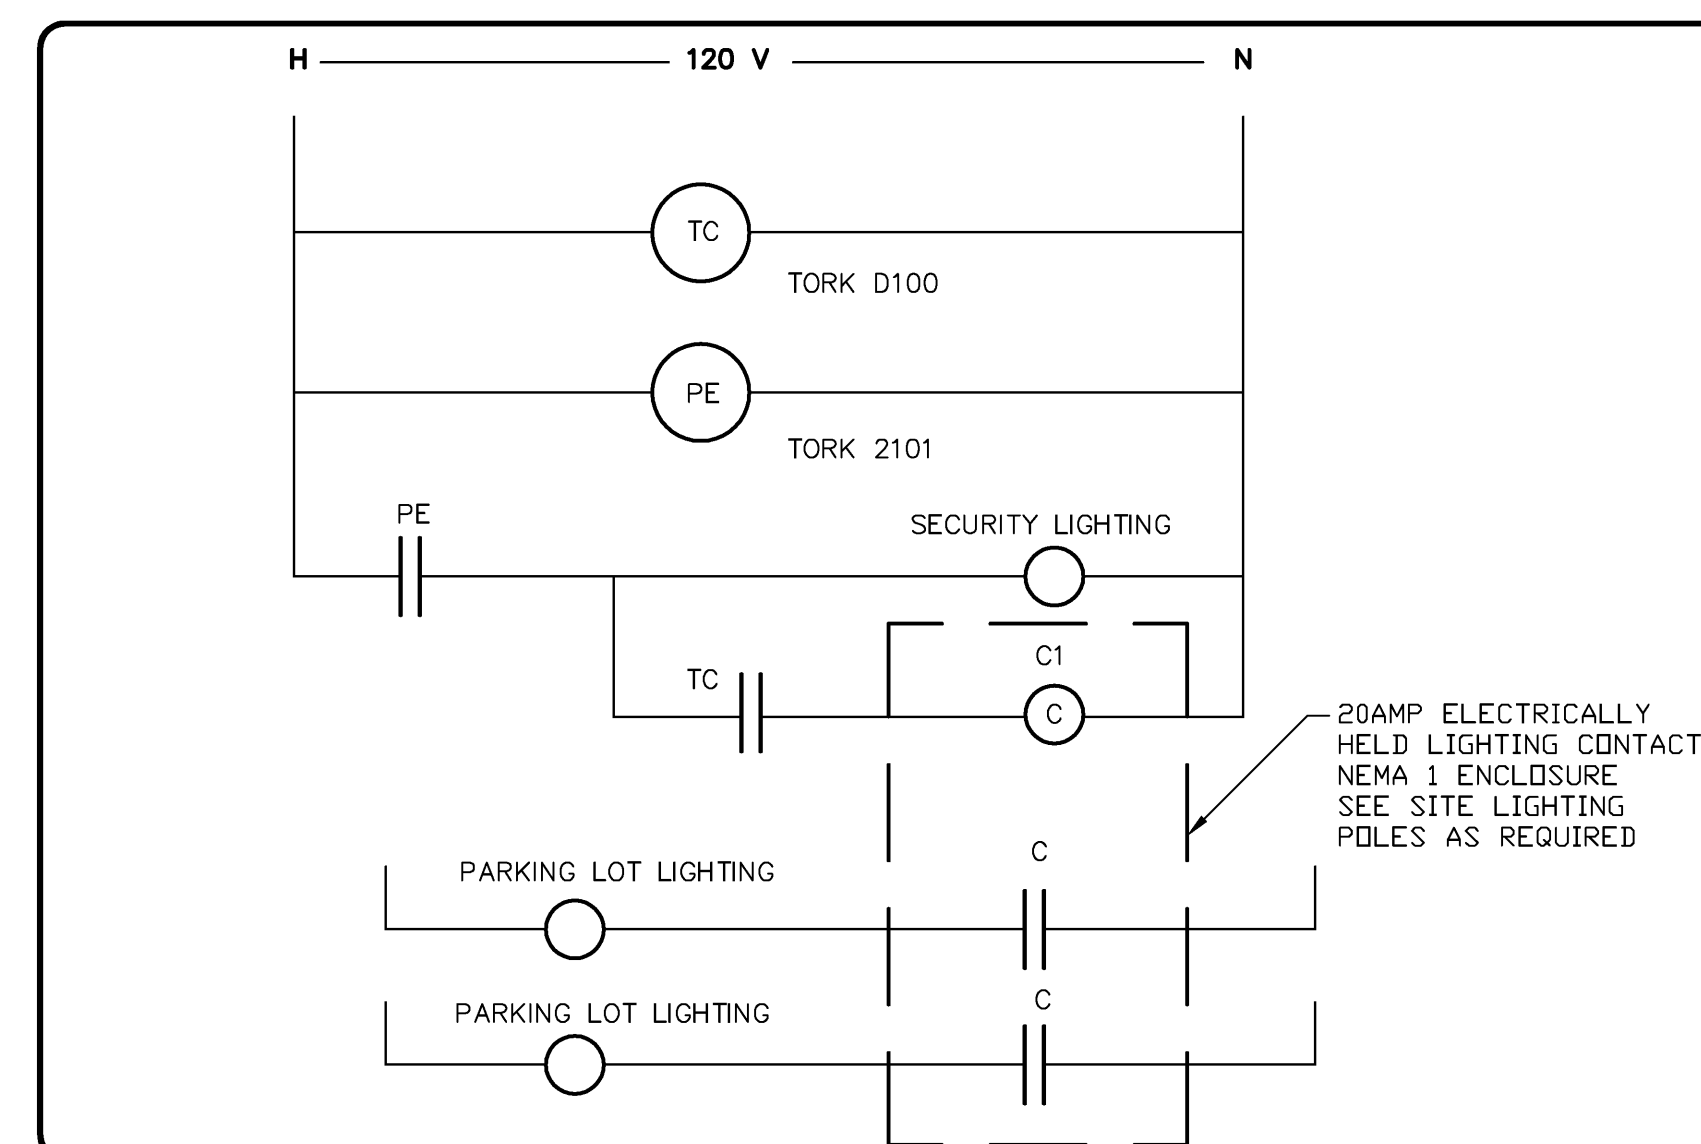 H 120 V N
TC
TORK D100
PE
TORK 2101
PE
SECURITY LIGHTING
C1
TC
C
20AMP ELECTRICALLY
HELD LIGHTING CONTACT
NEMA 1 ENCLOSURE
SEE SITE LIGHTING
POLES AS REQUIRED
C
PARKING LOT LIGHTING
C
PARKING LOT LIGHTING